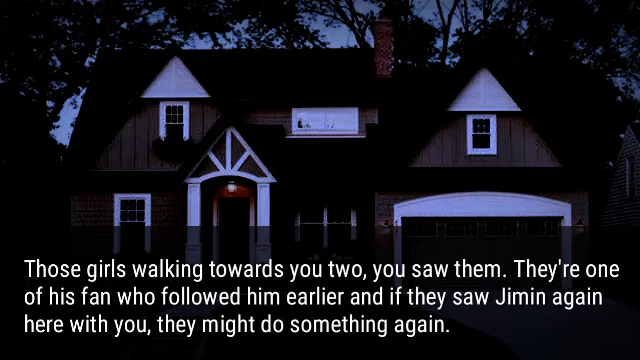 Those girls walking towards you two, you saw them. They're one
of his fan who followed him earlier and if they saw Jimin again
here with you, they might do something again.